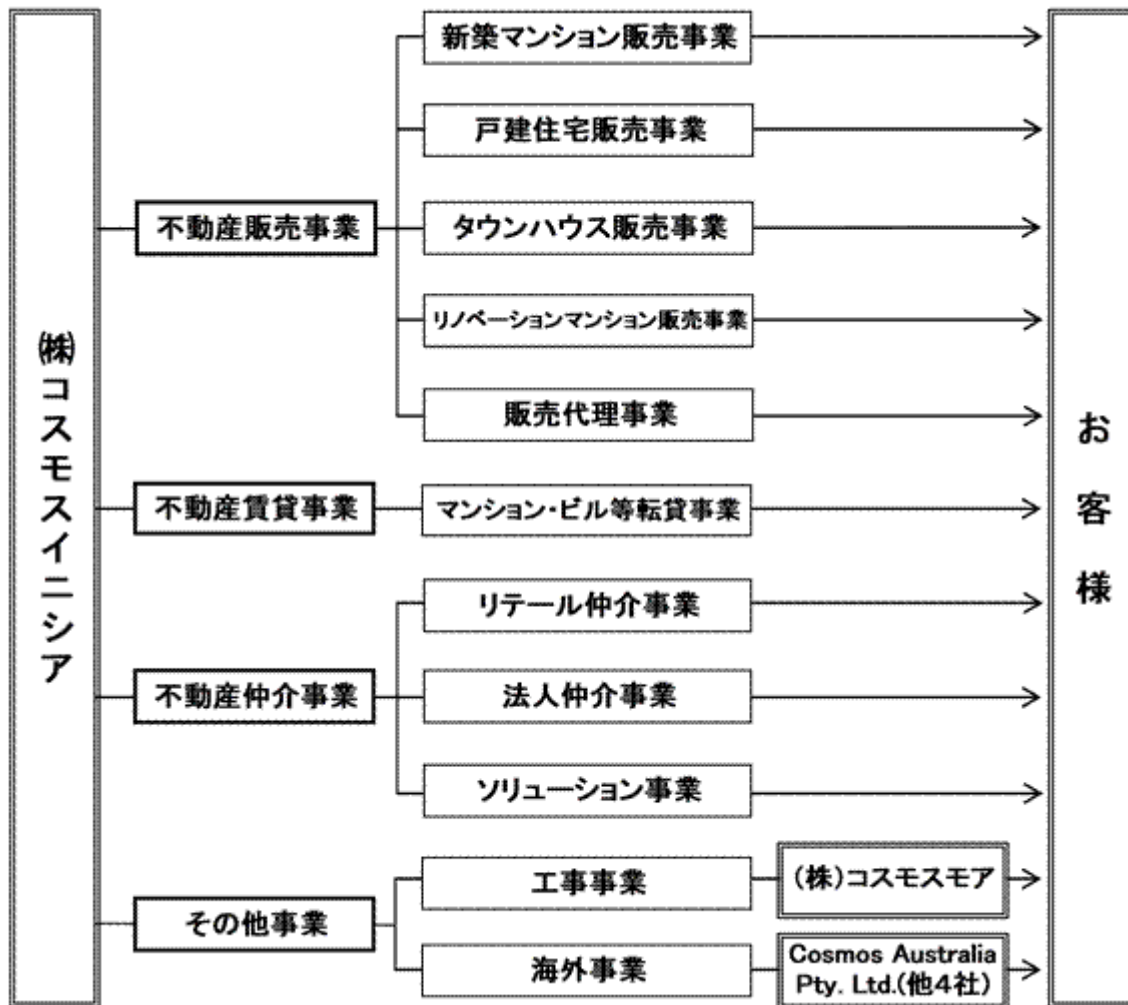 ㈱コスモスイニシア
不動産販売事業
新築マンション販売事業
戸建住宅販売事業
タウンハウス販売事業
リノベーションマンション販売事業
販売代理事業
不動産賃貸事業
マンション・ビル等転貸事業
不動産仲介事業
リテール仲介事業
法人仲介事業
ソリューション事業
その他事業
工事事業
(株)コスモスモア
海外事業
Cosmos Australia
Pty. Ltd.(他4社)
お客様